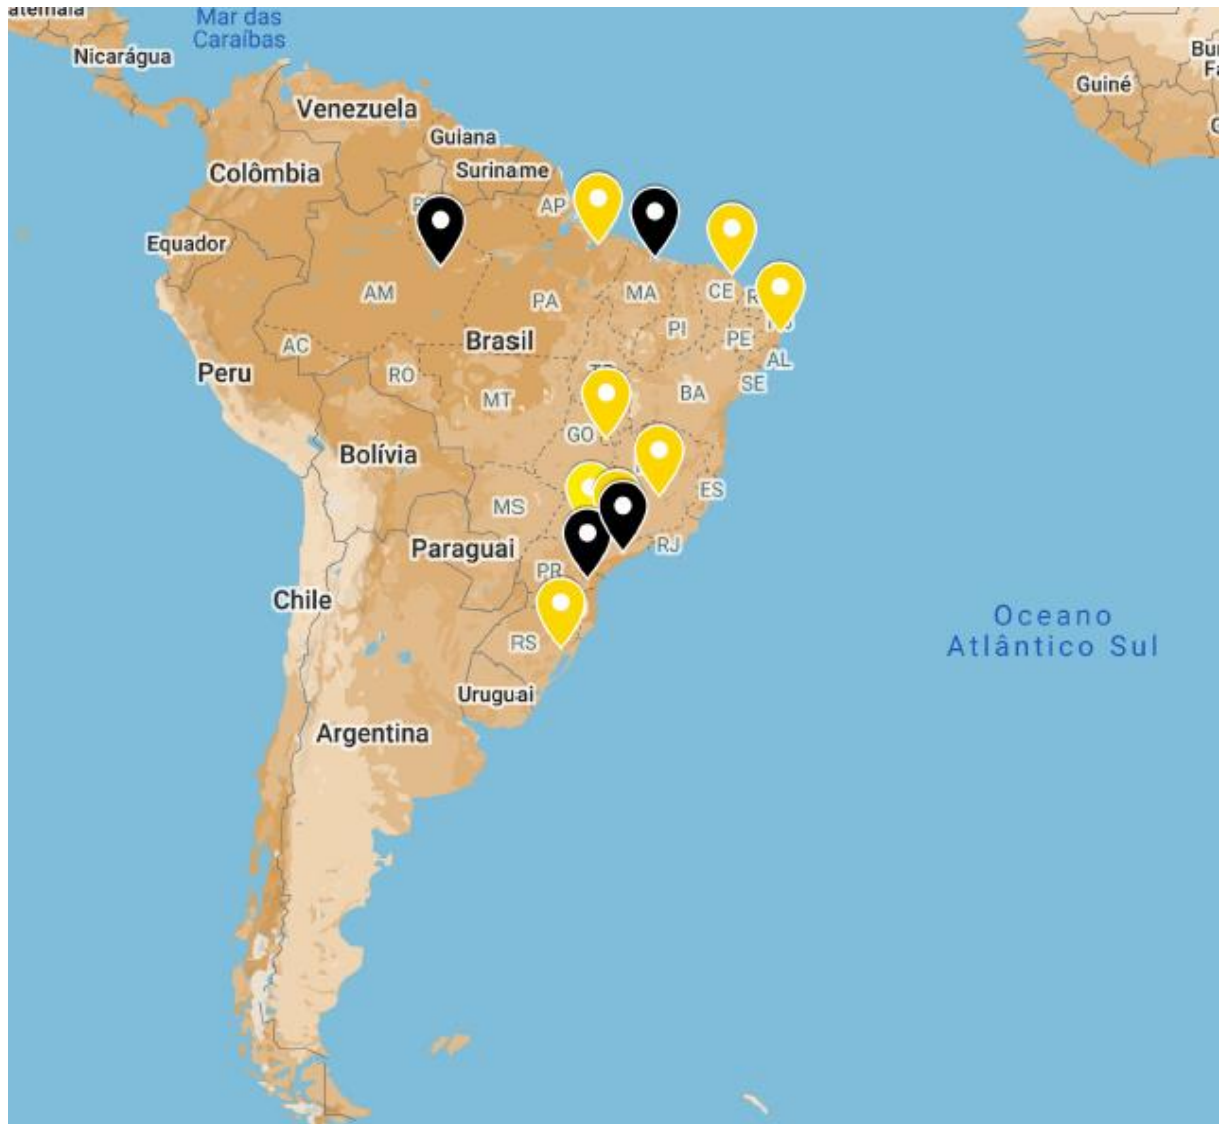 Mar das
Caraíbas
Nicarágua
Guiné
Venezuela
Guiana
Colômbia
Suriname
AP
Equador
AM
PA
MA
CE
PI
Brasil
PE
AC
AL
Peru
RO
SE
MT
BA
GO
Bolívia
ES
MS
Paraguai
RJ
PR
Chile
Oceano
Atlântico Sul
RS
Uruguai
Argentina